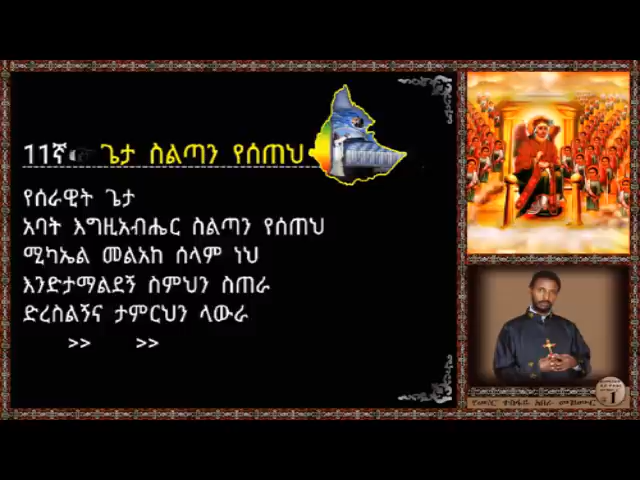 11ኛ ጌታ ስልጣን የሰጠህ
የሰራዊት ጌታ
አባት እግዚአብሔር ስልጣን የሰጠህ
ሚካኤል መልአከ ሰላም ነህ
እንድታማልደኝ ስምህን ስጠራ
ድረስልኝና ታምርህን ላውራ
>> >>
1